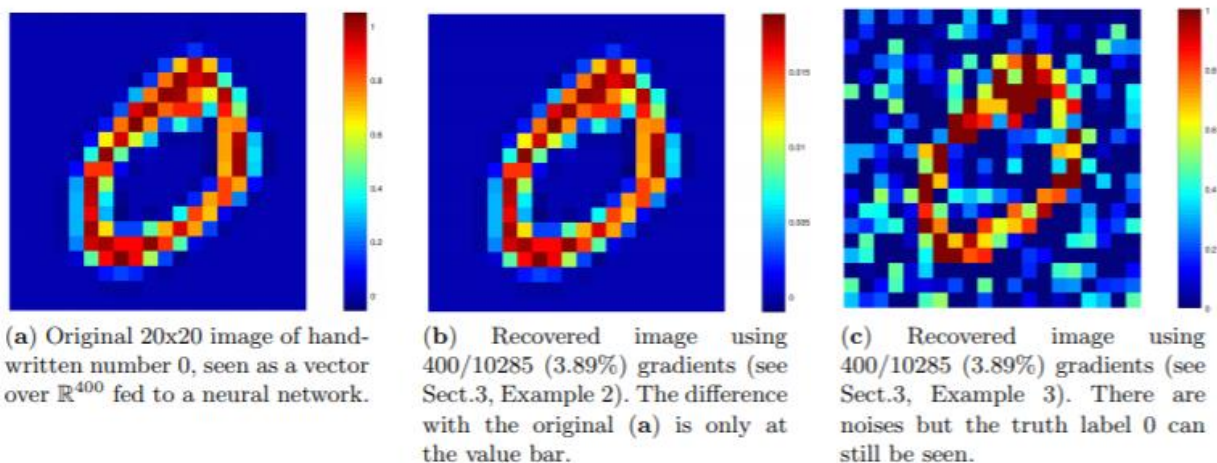 1
0.8
0.6
0.4
0.2
0
0.015
0.01
0.005
0
1
0.8
0.6
0.4
0.2
0
(a) Original 20x20 image of hand-
written number 0, seen as a vector
over ℝ⁴⁰⁰ fed to a neural network.
(b) Recovered image using
400/10285 (3.89%) gradients (see
Sect.3, Example 2). The difference
with the original (a) is only at
the value bar.
(c) Recovered image using
400/10285 (3.89%) gradients (see
Sect.3, Example 3). There are
noises but the truth label 0 can
still be seen.